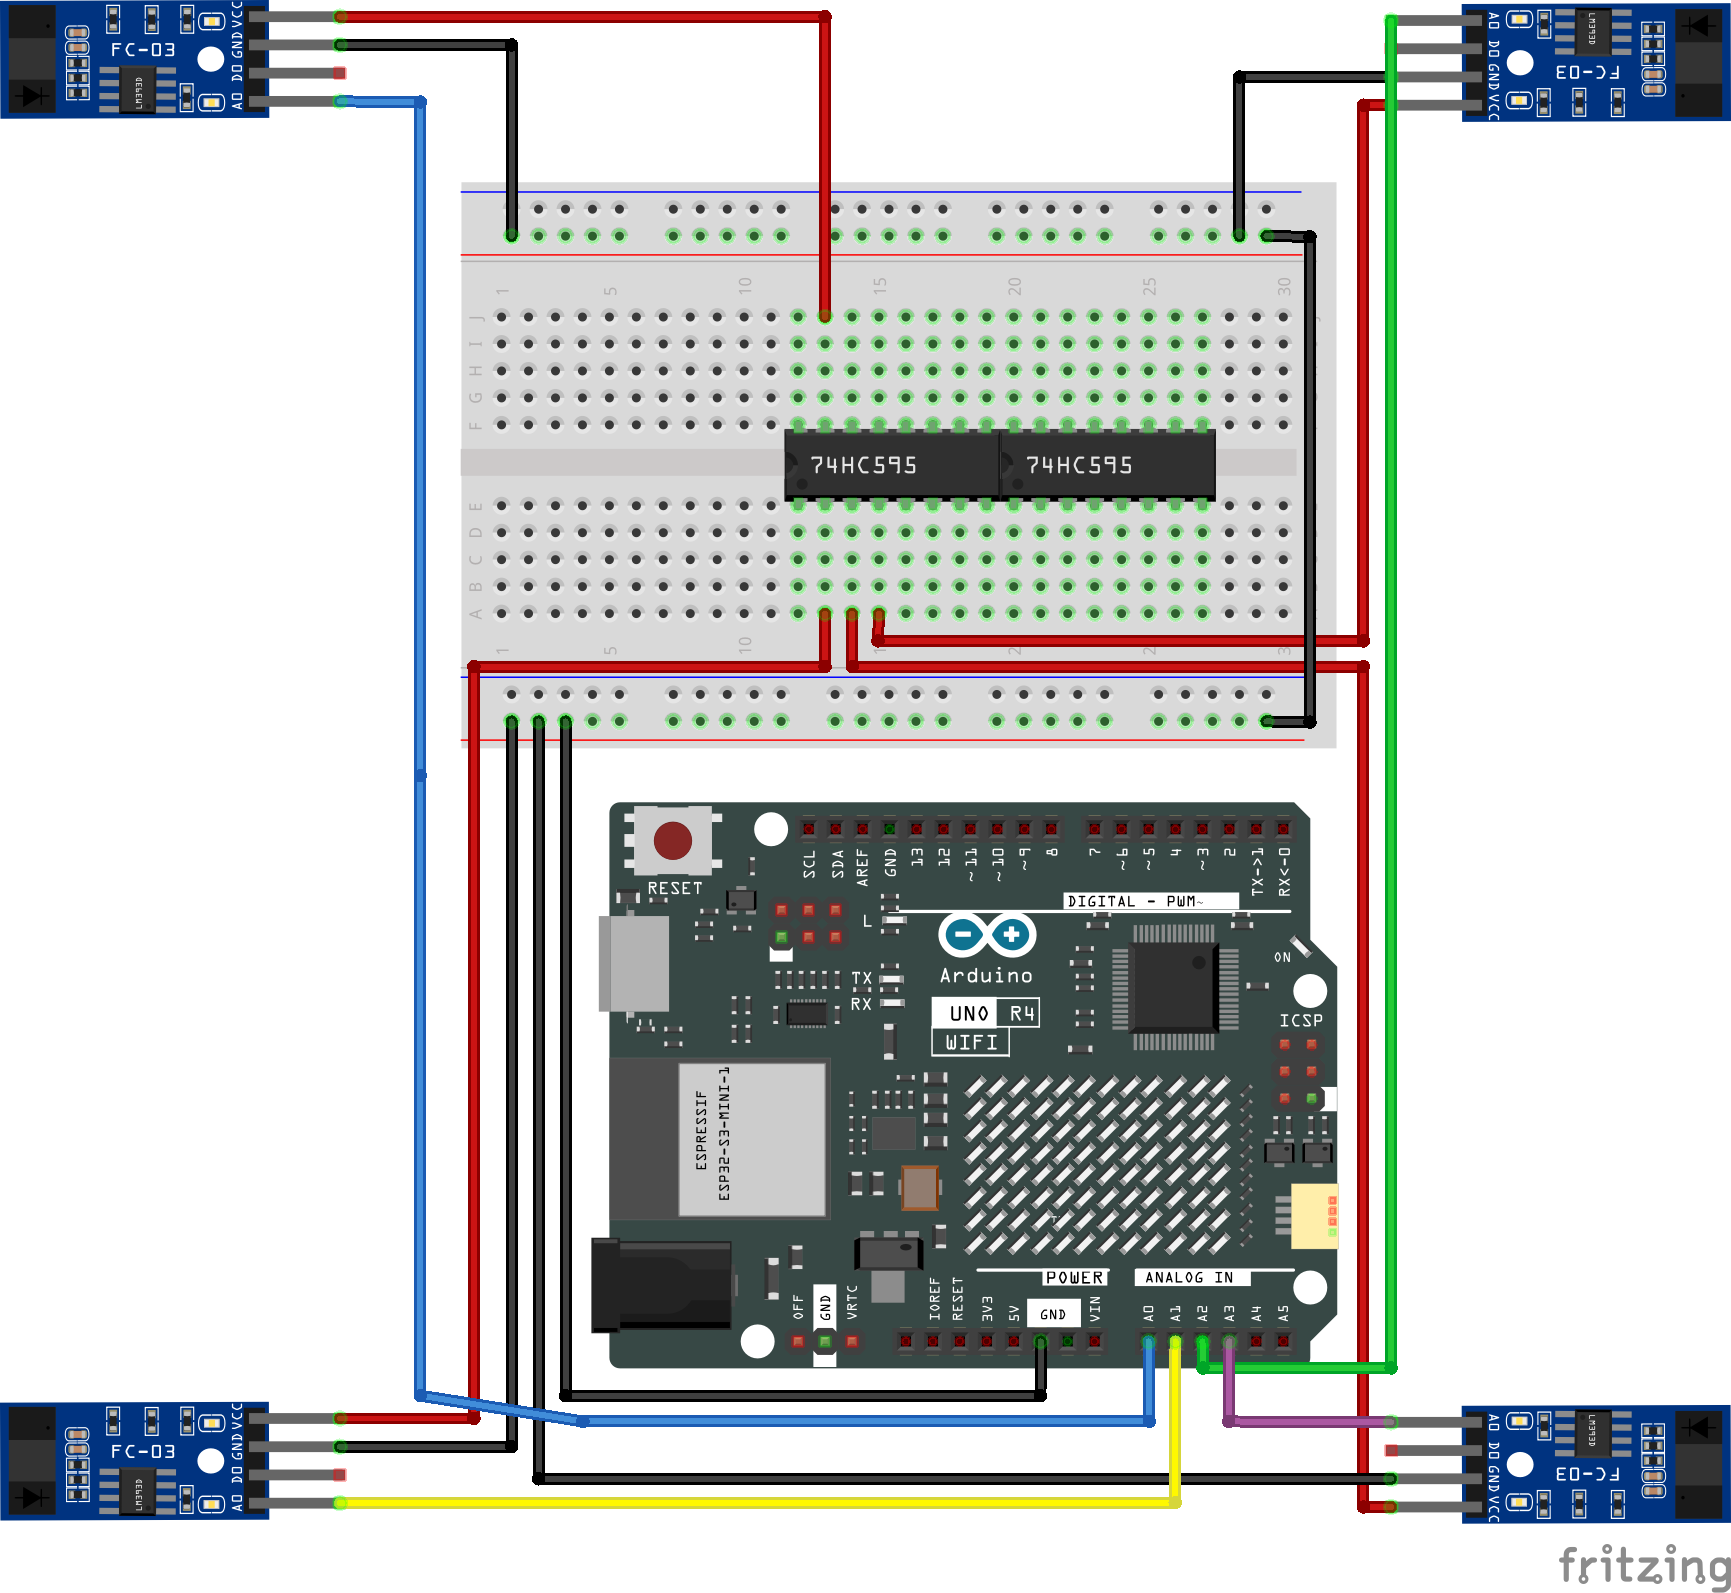 VCC
GND
DO
AO
FC-03
LM393D
AO
DO
GND
VCC
FC-03
LM393D
1
5
10
15
20
25
30
J
I
H
G
F
74HC595
74HC595
E
D
C
B
A
1
5
10
RESET
SCL
SDA
AREF
GND
13
12
~11
~10
~9
8
7
~6
~5
4
~3
2
TX->1
RX<-0
DIGITAL - PWM~
L
TX
RX
Arduino
UNO R4
WIFI
ON
ICSP
ESPRESSIF
ESP32-S3-MINI-1
POWER
ANALOG IN
OFF
GND
VRTC
IOREF
RESET
3V3
5V
GND
VIN
A0
A1
A2
A3
A4
A5
VCC
GND
DO
AO
FC-03
LM393D
AO
DO
GND
VCC
FC-03
LM393D
fritzing